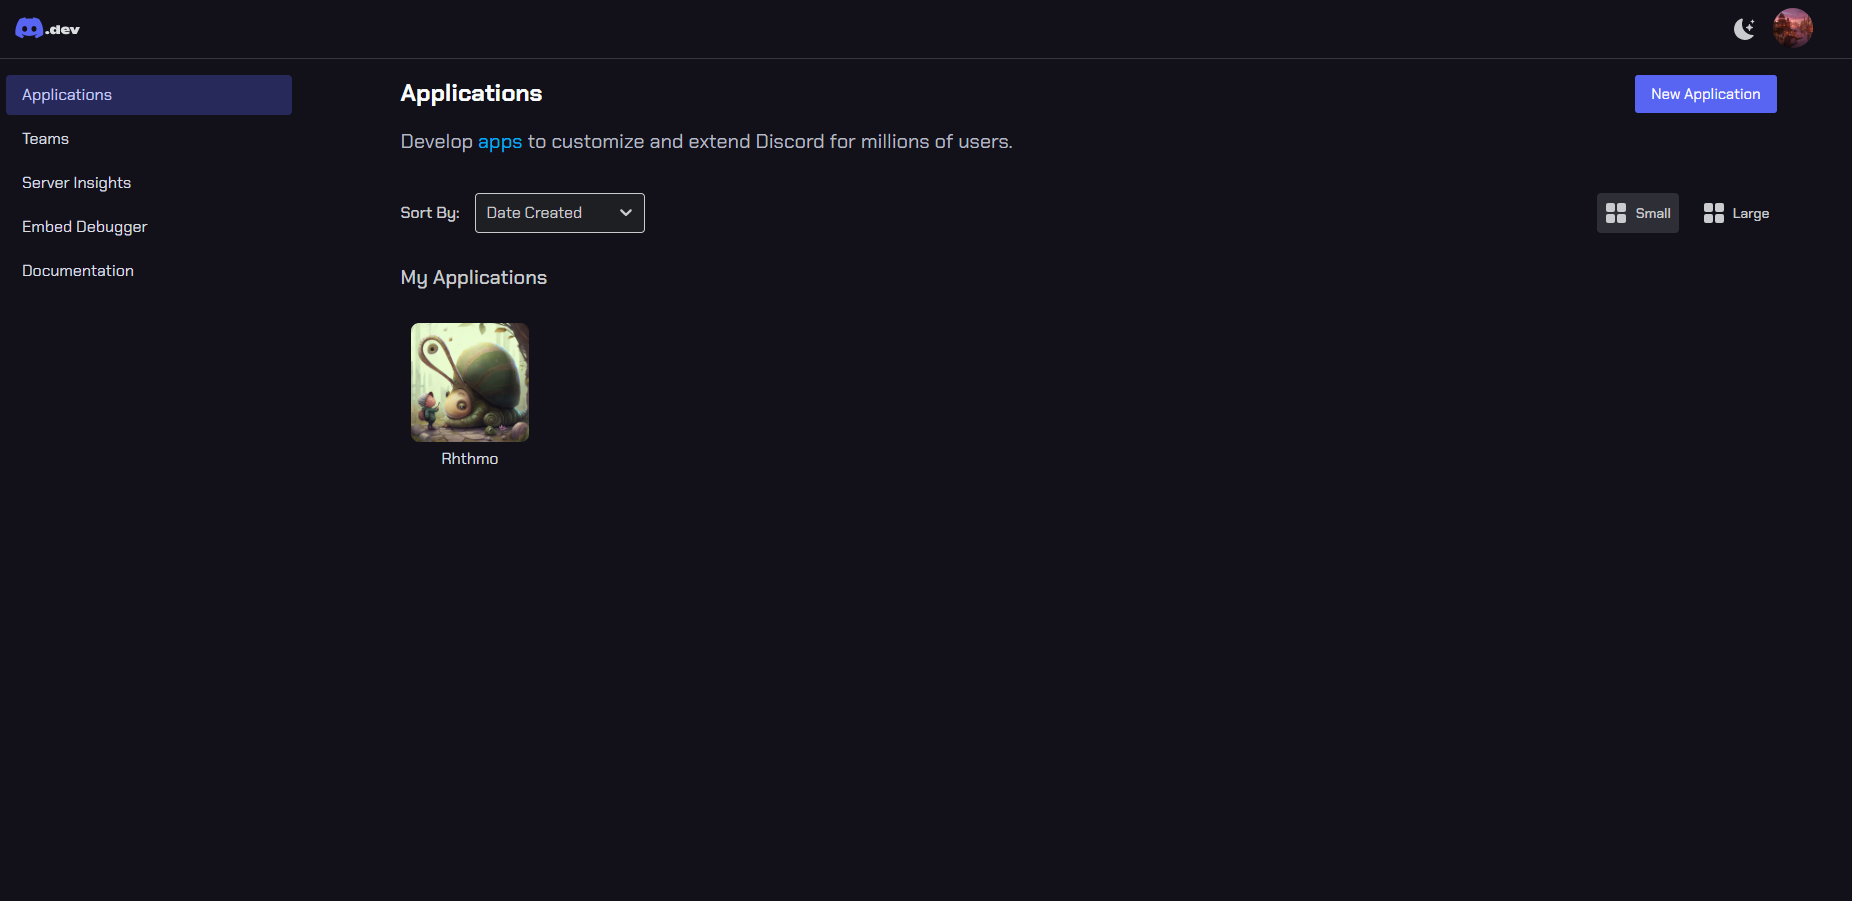 .dev
Applications
Teams
Server Insights
Embed Debugger
Documentation
Applications
New Application
Develop apps to customize and extend Discord for millions of users.
Sort By: Date Created
Small Large
My Applications
Rhthmo